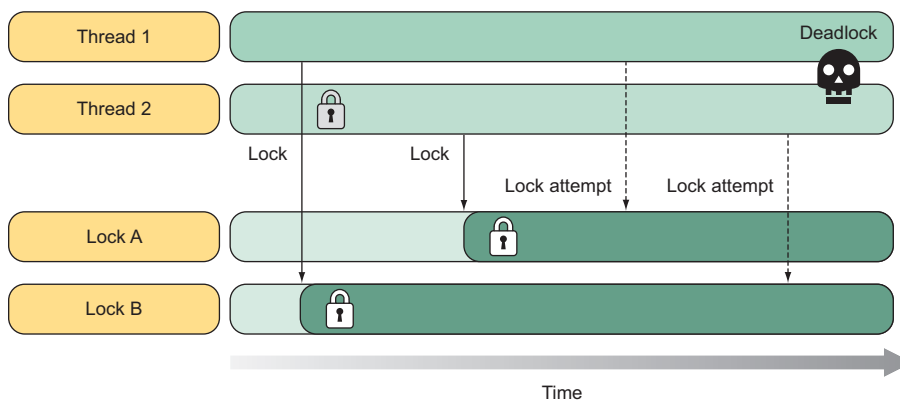 Thread 1
Deadlock
Thread 2
Lock
Lock
Lock attempt
Lock attempt
Lock A
Lock B
Time